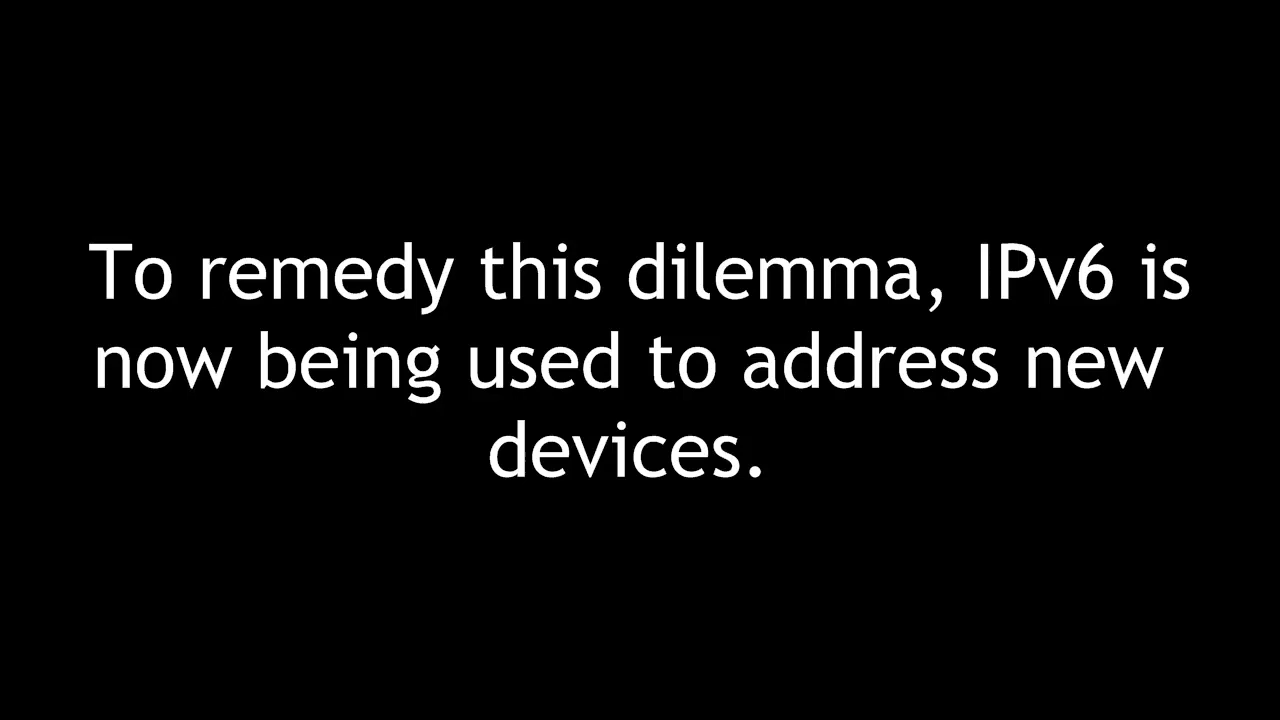 To remedy this dilemma, IPv6 is
now being used to address new
devices.